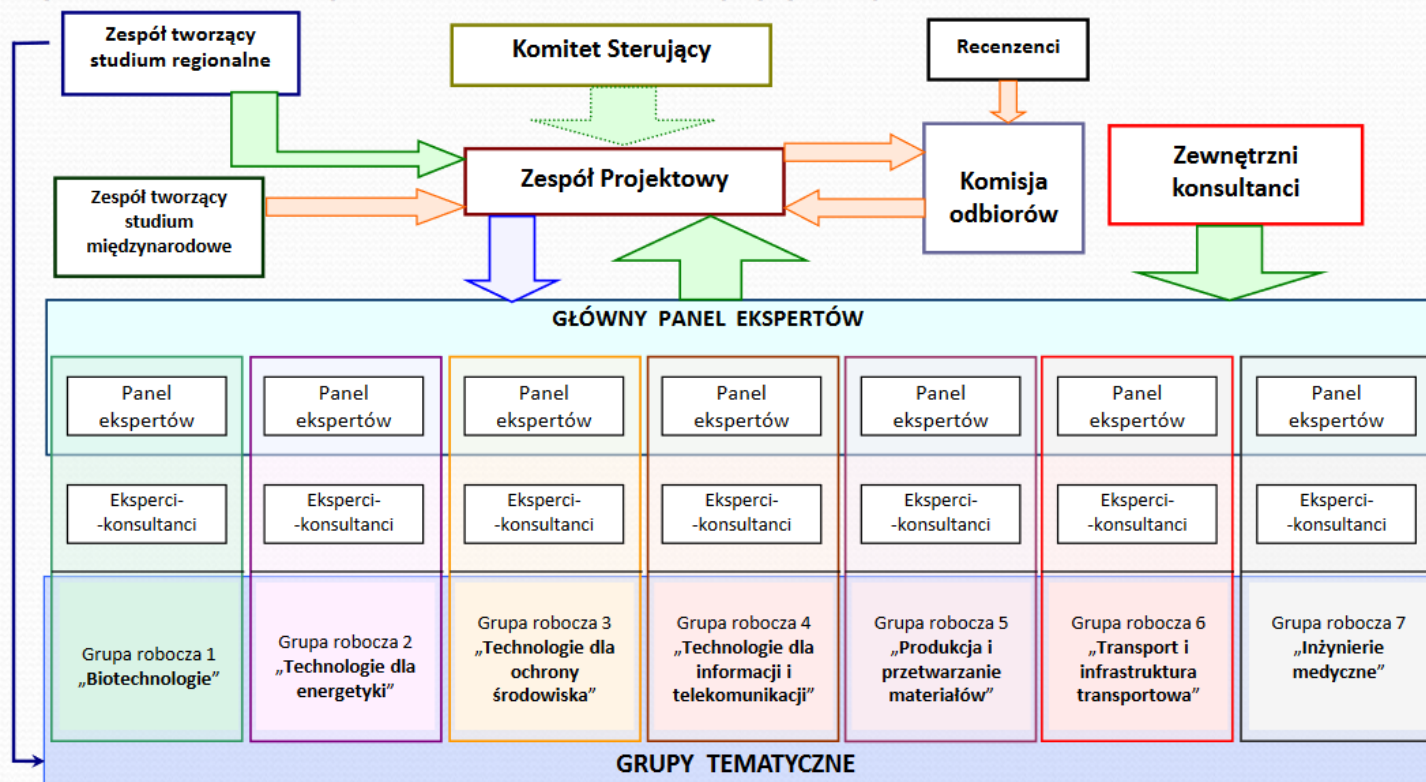 Zespół tworzący
studium regionalne
Komitet Sterujący
Recenzenci
Zespół Projektowy
Komisja
odbiorów
Zewnętrzni
konsultanci
Zespół tworzący
studium
międzynarodowe
GŁÓWNY PANEL EKSPERTÓW
Panel
ekspertów
Panel
ekspertów
Panel
ekspertów
Panel
ekspertów
Panel
ekspertów
Panel
ekspertów
Panel
ekspertów
Eksperci-
-konsultanci
Eksperci-
-konsultanci
Eksperci-
-konsultanci
Eksperci-
-konsultanci
Eksperci-
-konsultanci
Eksperci-
-konsultanci
Eksperci-
-konsultanci
Grupa robocza 1
„Biotechnologie”
Grupa robocza 2
„Technologie dla
energetyki”
Grupa robocza 3
„Technologie dla
ochrony
środowiska”
Grupa robocza 4
„Technologie dla
informacji i
telekomunikacji”
Grupa robocza 5
„Produkcja i
przetwarzanie
materiałów”
Grupa robocza 6
„Transport i
infrastruktura
transportowa”
Grupa robocza 7
„Inżynierie
medyczne”
GRUPY TEMATYCZNE